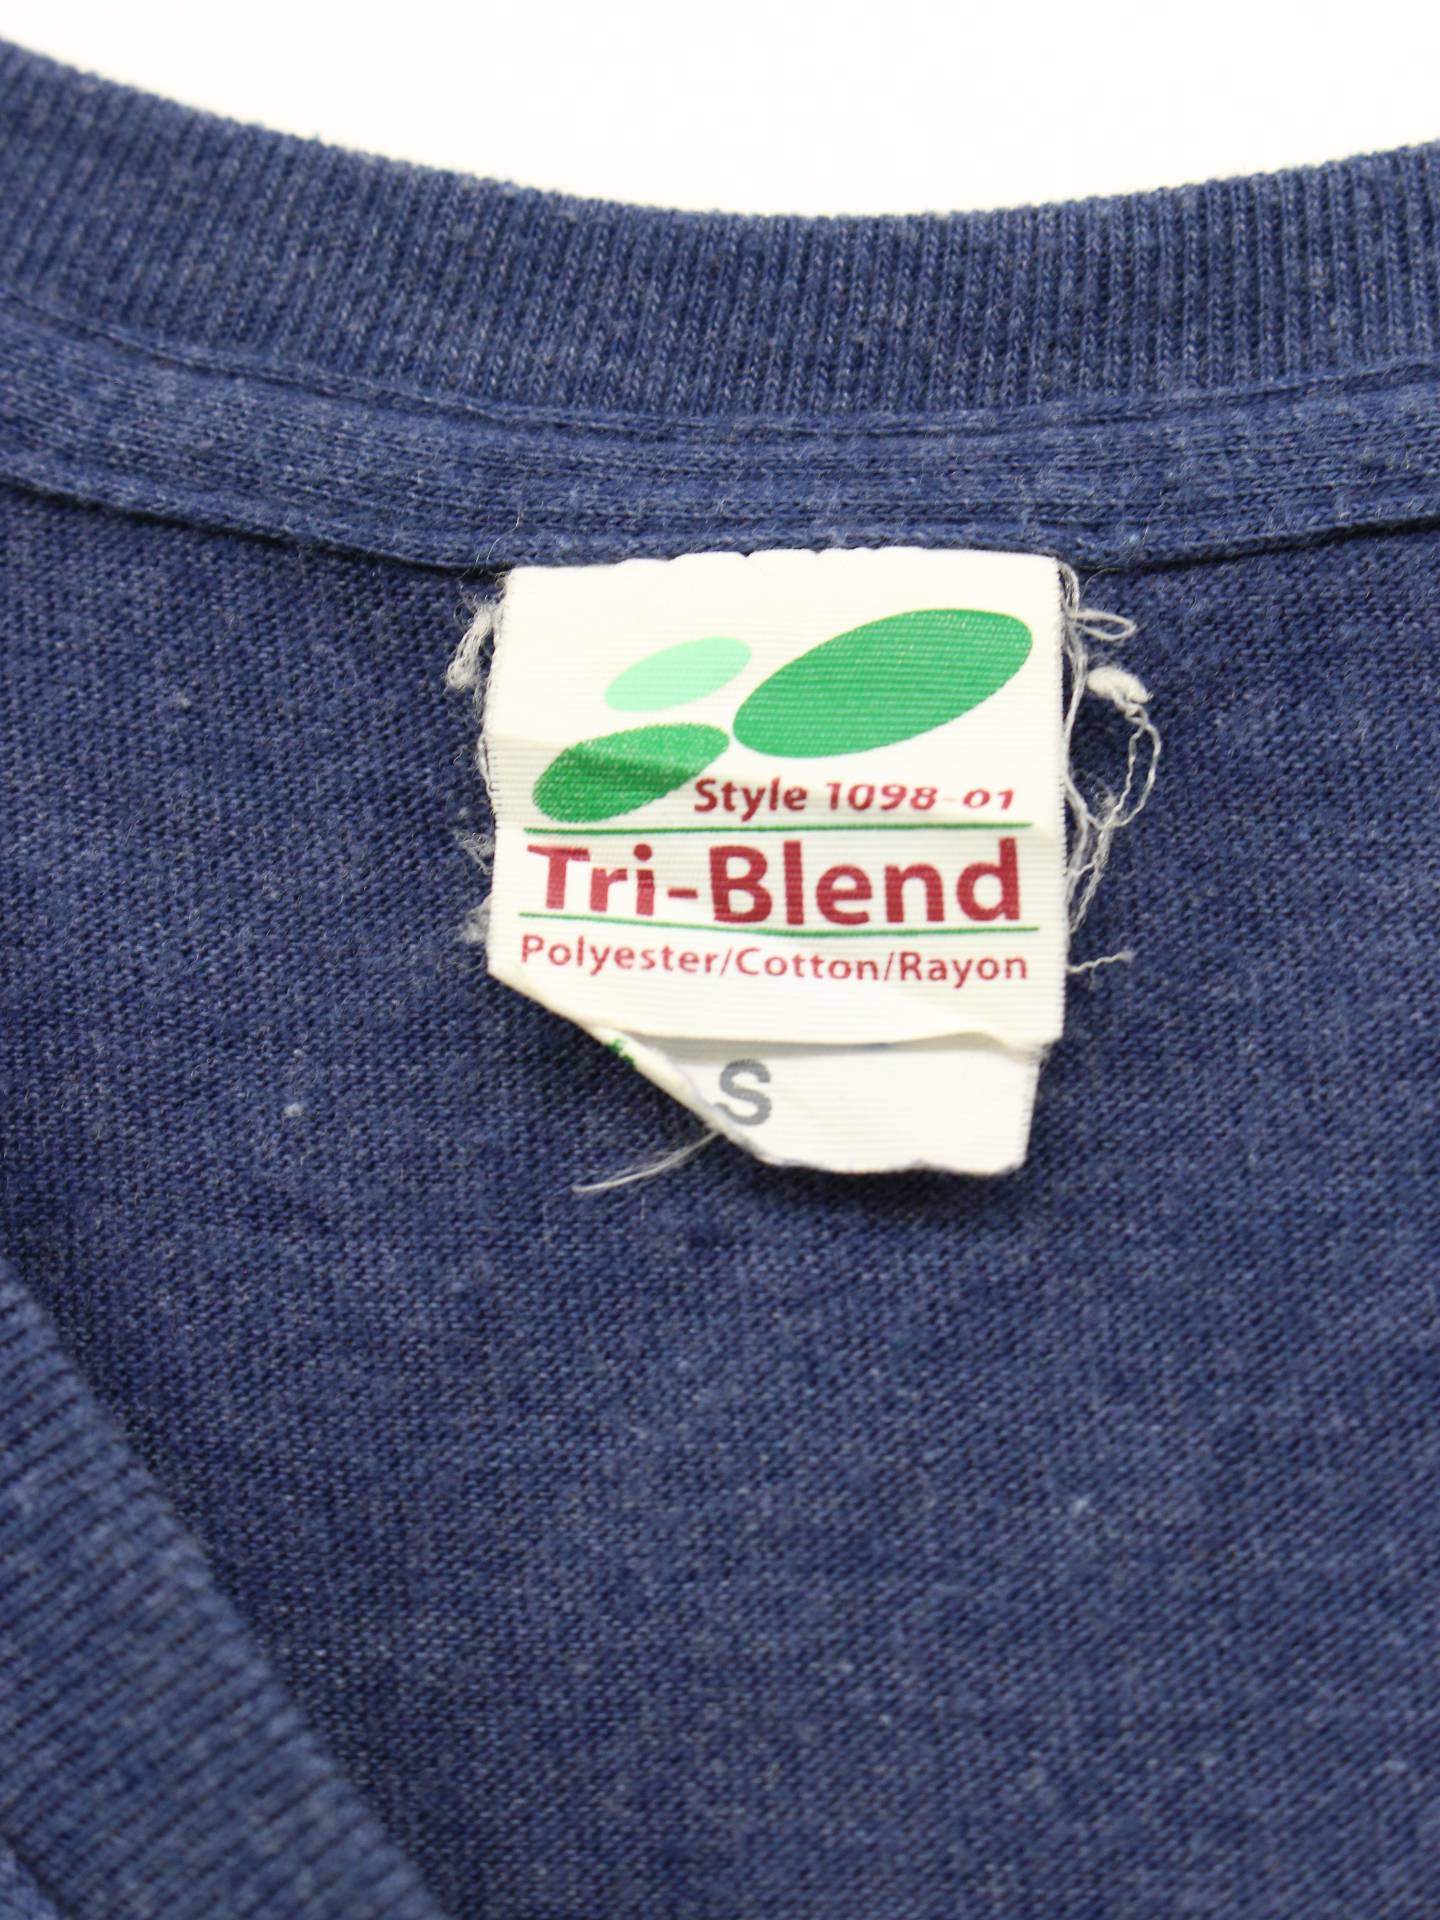 Style 1098-01
Tri-Blend
Polyester/Cotton/Rayon
S